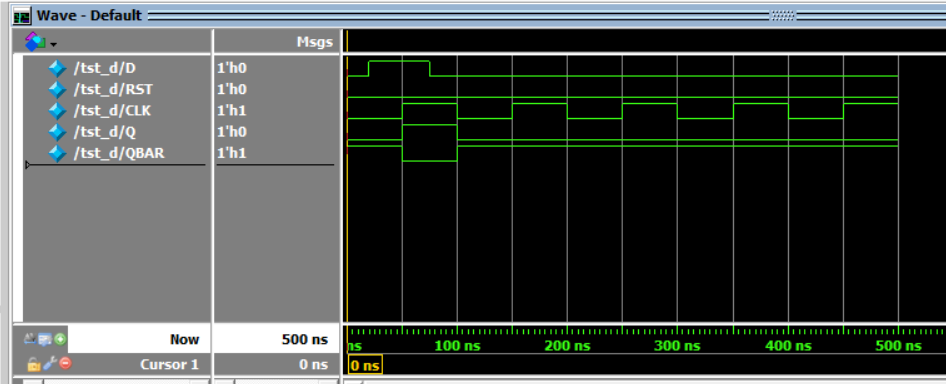 Wave - Default
Msgs
/tst_d/D 1'h0
/tst_d/RST 1'h0
/tst_d/CLK 1'h1
/tst_d/Q 1'h0
/tst_d/QBAR 1'h1
Now 500 ns ns 100 ns 200 ns 300 ns 400 ns 500 ns
Cursor 1 0 ns 0 ns